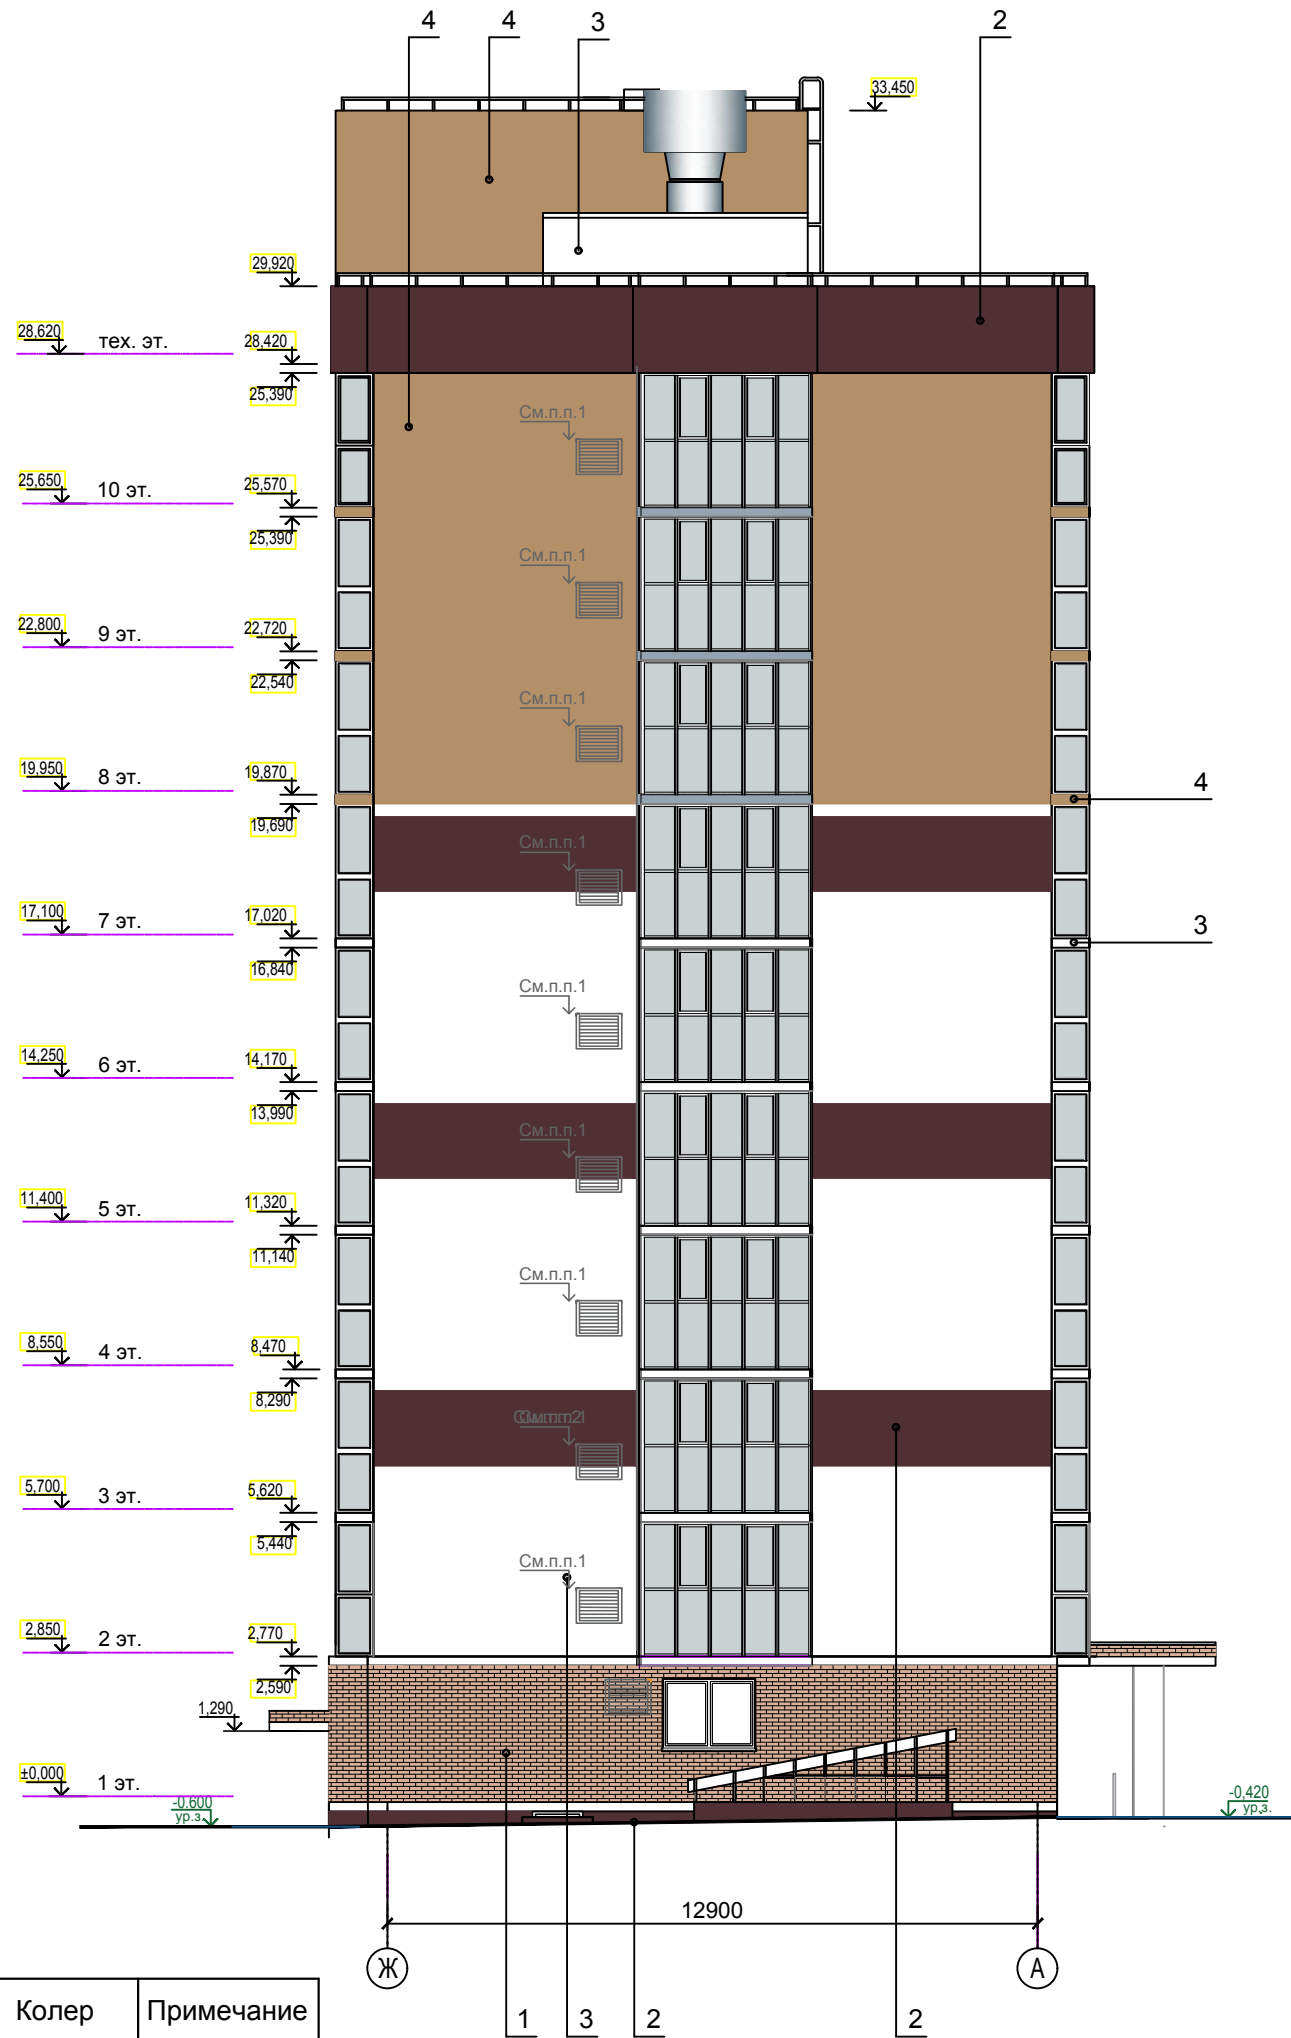 4 4 3 2
33,450
29,920
28,620 тех. эт. 28,420
25,390
См.п.п.1
25,650 10 эт. 25,570
25,390
См.п.п.1
22,800 9 эт. 22,720
22,540
См.п.п.1
19,950 8 эт. 19,870
4
19,690
См.п.п.1
17,100 7 эт. 17,020
3
16,840
См.п.п.1
14,250 6 эт. 14,170
13,990
См.п.п.1
11,400 5 эт. 11,320
11,140
См.п.п.1
8,550 4 эт. 8,470
8,290
5,700 3 эт. 5,620
5,440
См.п.п.1
2,850 2 эт. 2,770
2,590
1,290
±0,000 1 эт.
-0.600
ур.з.
-0,420
ур.з.
12900
Ж А
Колер Примечание
1 3 2 2